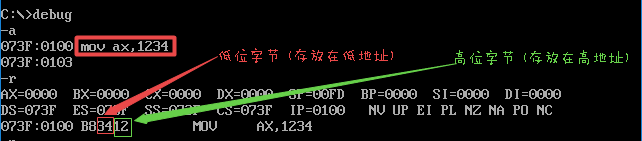 C:\>debug
-a
073F:0100 mov ax,1234
073F:0103
低位字节 (存放在低地址)
高位字节 (存放在高地址)
-r
AX=0000 BX=0000 CX=0000 DX=0000 SP=00FD BP=0000 SI=0000 DI=0000
DS=073F ES=073F SS=073F CS=073F IP=0100 NV UP EI PL NZ NA PO NC
073F:0100 B83412 MOV AX,1234